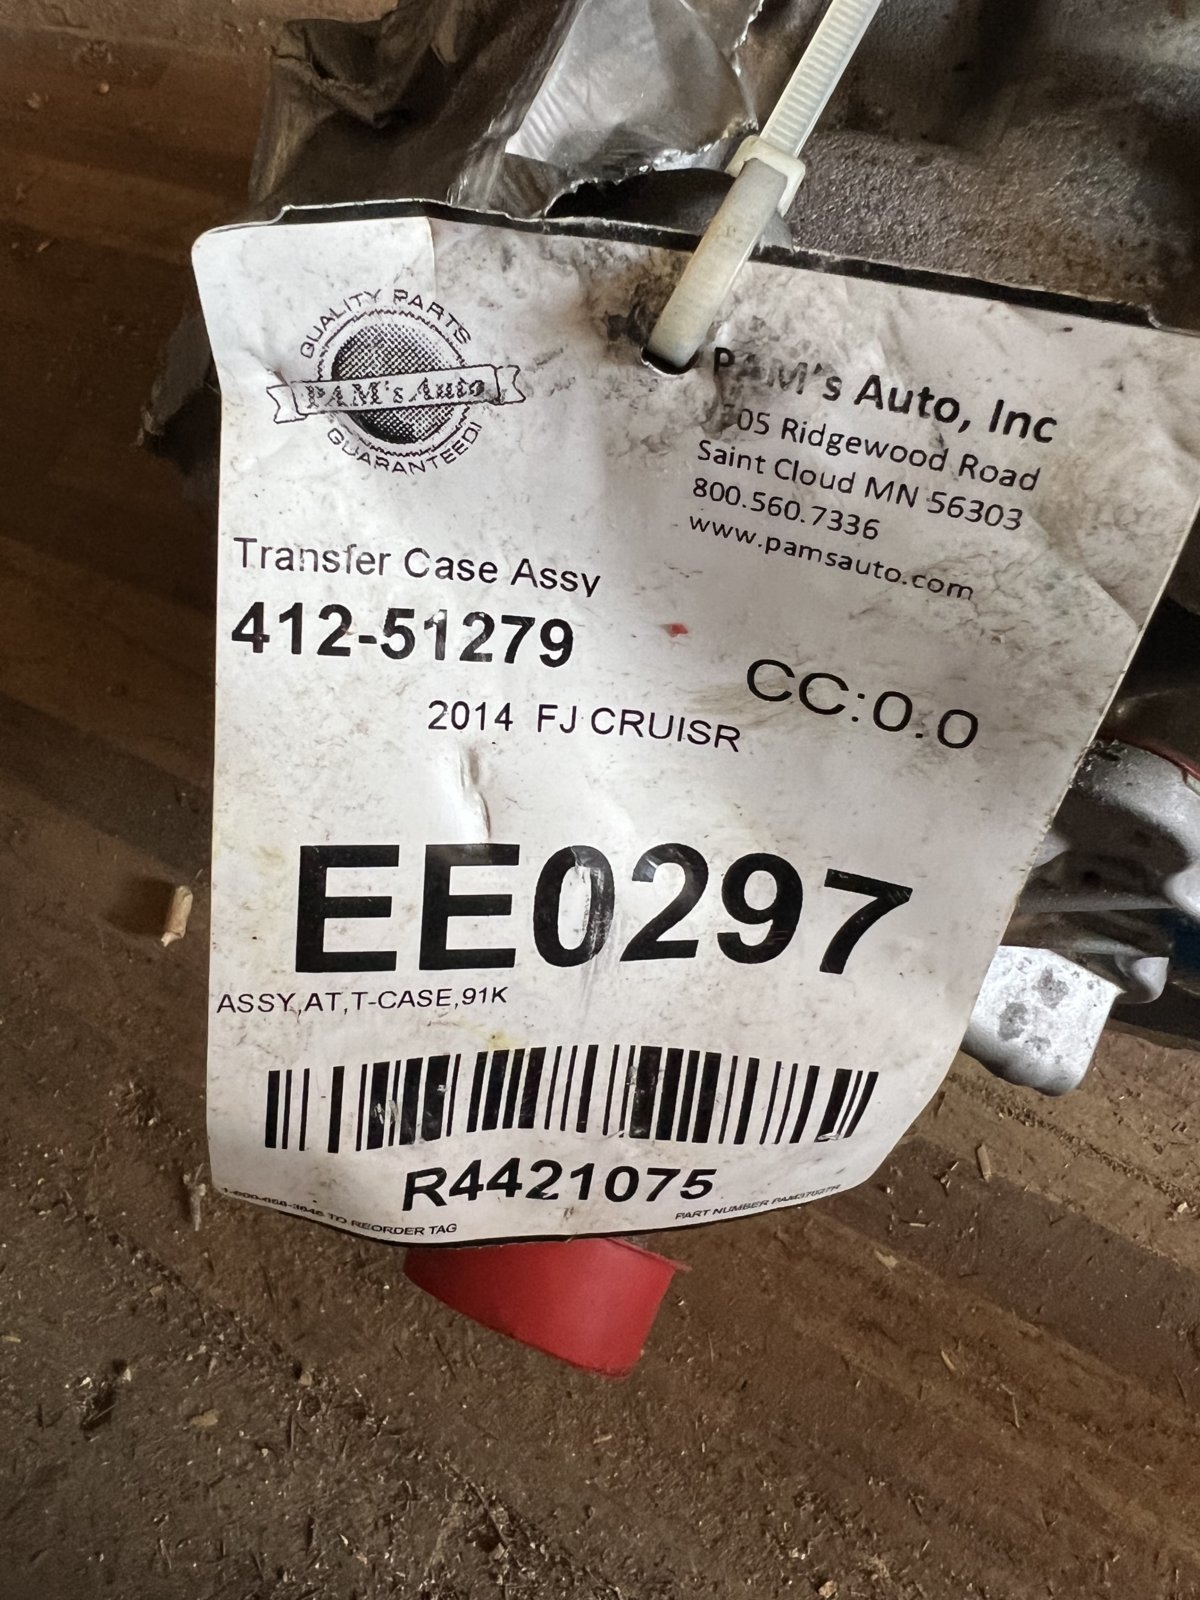 QUALITY PARTS
PAM's Auto
GUARANTEED!
PAM's Auto, Inc
705 Ridgewood Road
Saint Cloud MN 56303
800.560.7336
www.pamsauto.com
Transfer Case Assy
412-51279
CC:0.0
2014 FJ CRUISR
EE0297
ASSY,AT,T-CASE,91K
R4421075
TO REORDER TAG
PART NUMBER